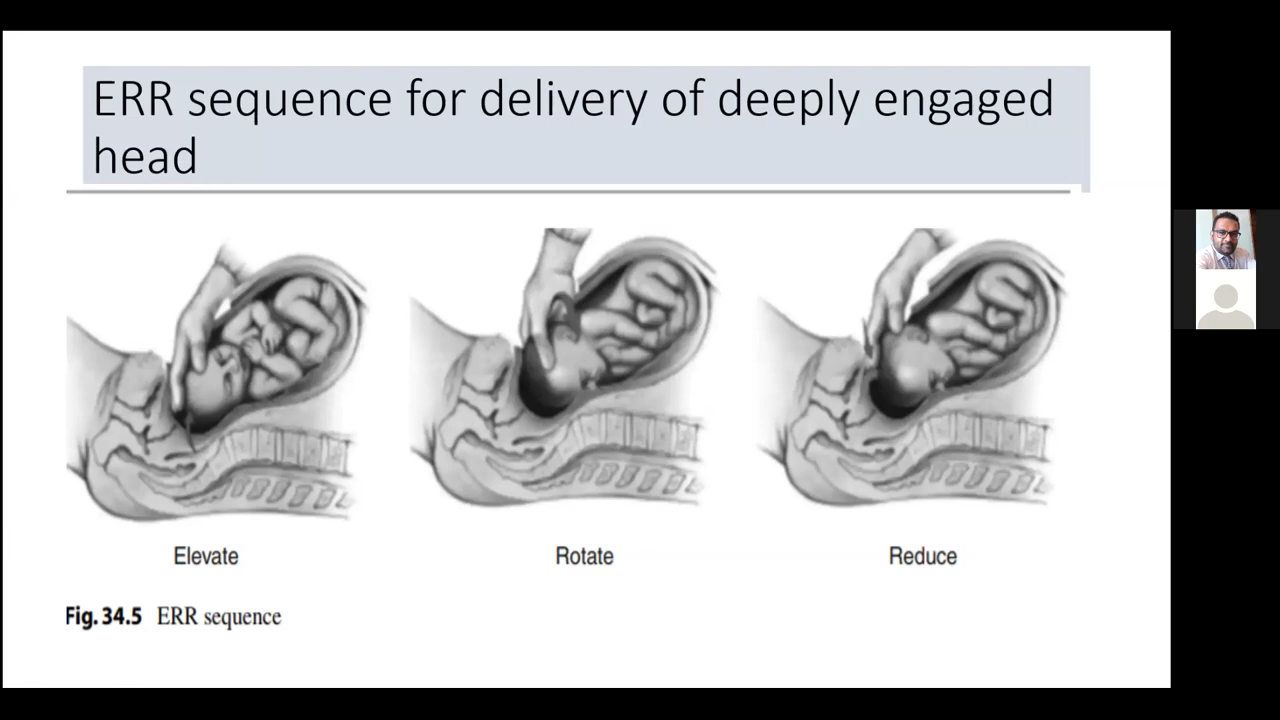 ERR sequence for delivery of deeply engaged
head
Elevate
Rotate
Reduce
Fig. 34.5 ERR sequence